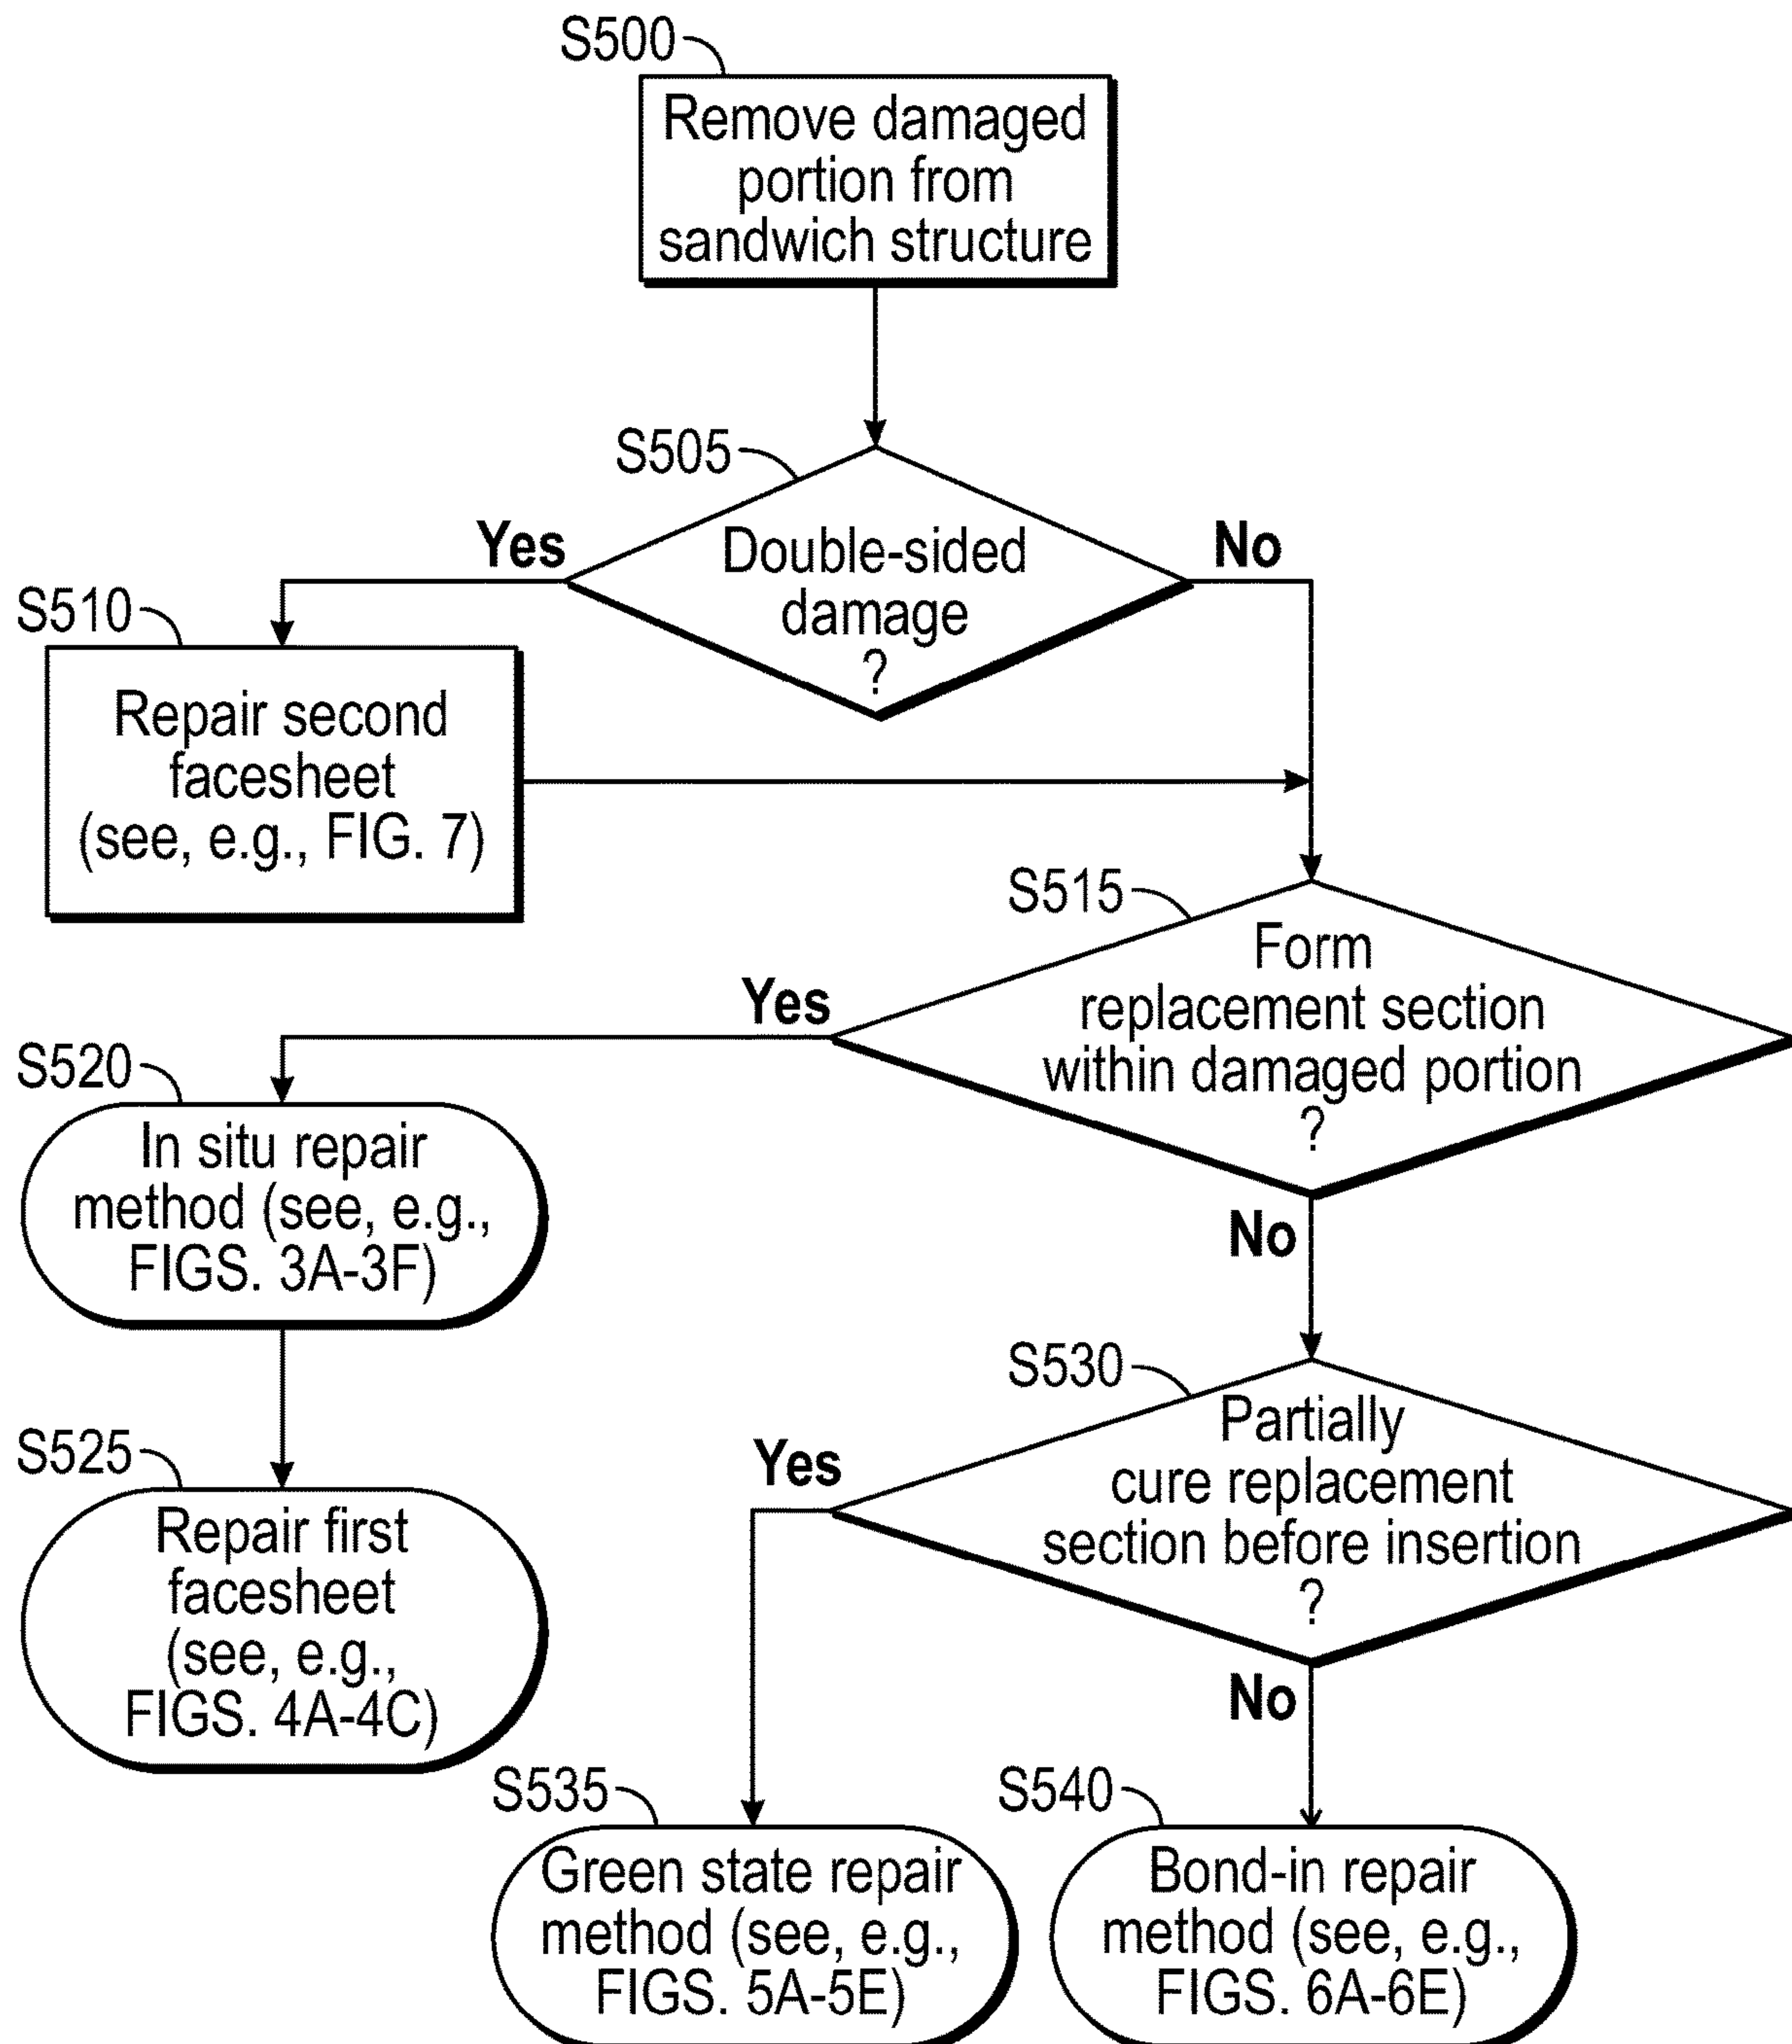 S500
Remove damaged
portion from
sandwich structure
S505
Yes
Double-sided
damage
?
No
S510
Repair second
facesheet
(see, e.g., FIG. 7)
S515
Form
replacement section
within damaged portion
?
Yes
No
S520
In situ repair
method (see, e.g.,
FIGS. 3A-3F)
S525
Repair first
facesheet
(see, e.g.,
FIGS. 4A-4C)
S530
Partially
cure replacement
section before insertion
?
Yes
No
S535
Green state repair
method (see, e.g.,
FIGS. 5A-5E)
S540
Bond-in repair
method (see, e.g.,
FIGS. 6A-6E)